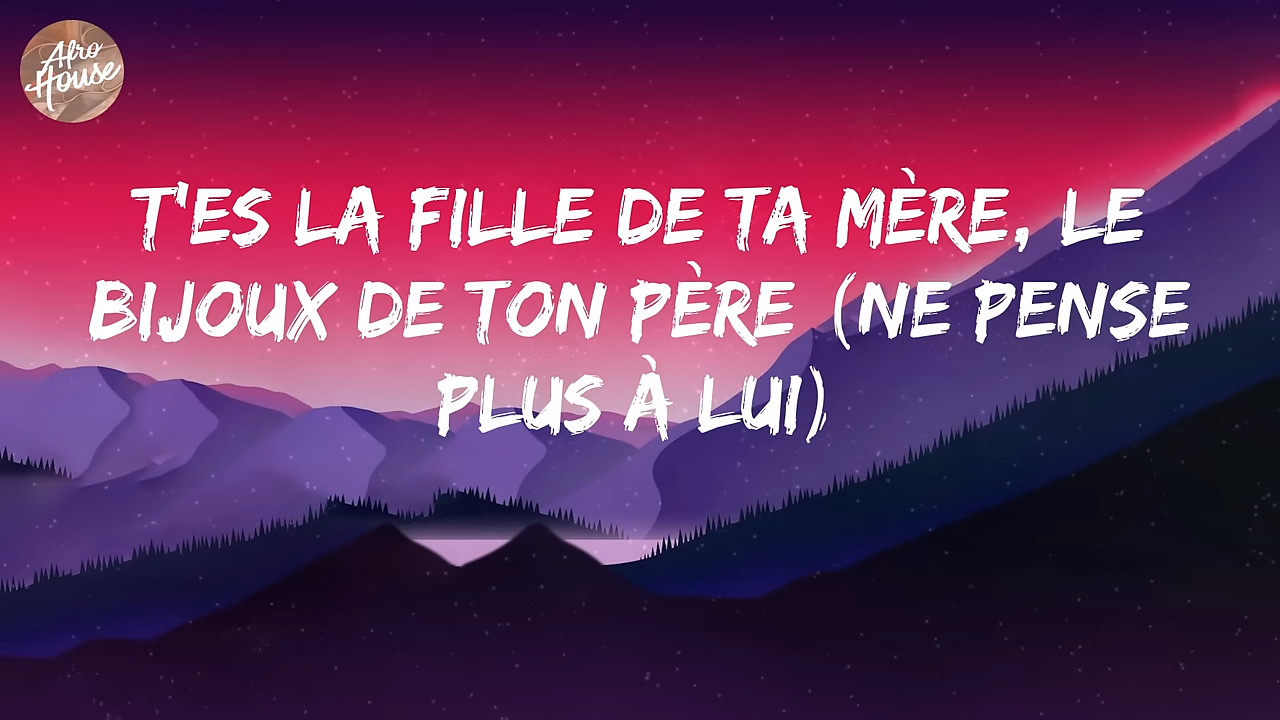 Afro
House
T'ES LA FILLE DE TA MÈRE, LE
BIJOUX DE TON PÈRE (NE PENSE
PLUS À LUI)